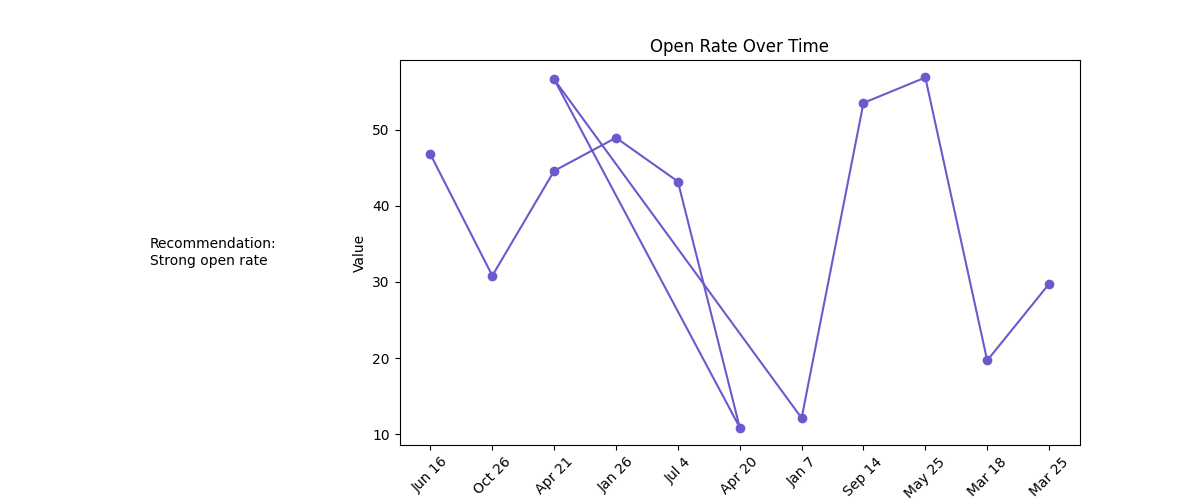 Open Rate Over Time
Recommendation:
Strong open rate
Value
50
40
30
20
10
Jun 16
Oct 26
Apr 21
Jan 26
Jul 4
Apr 20
Jan 7
Sep 14
May 25
Mar 18
Mar 25